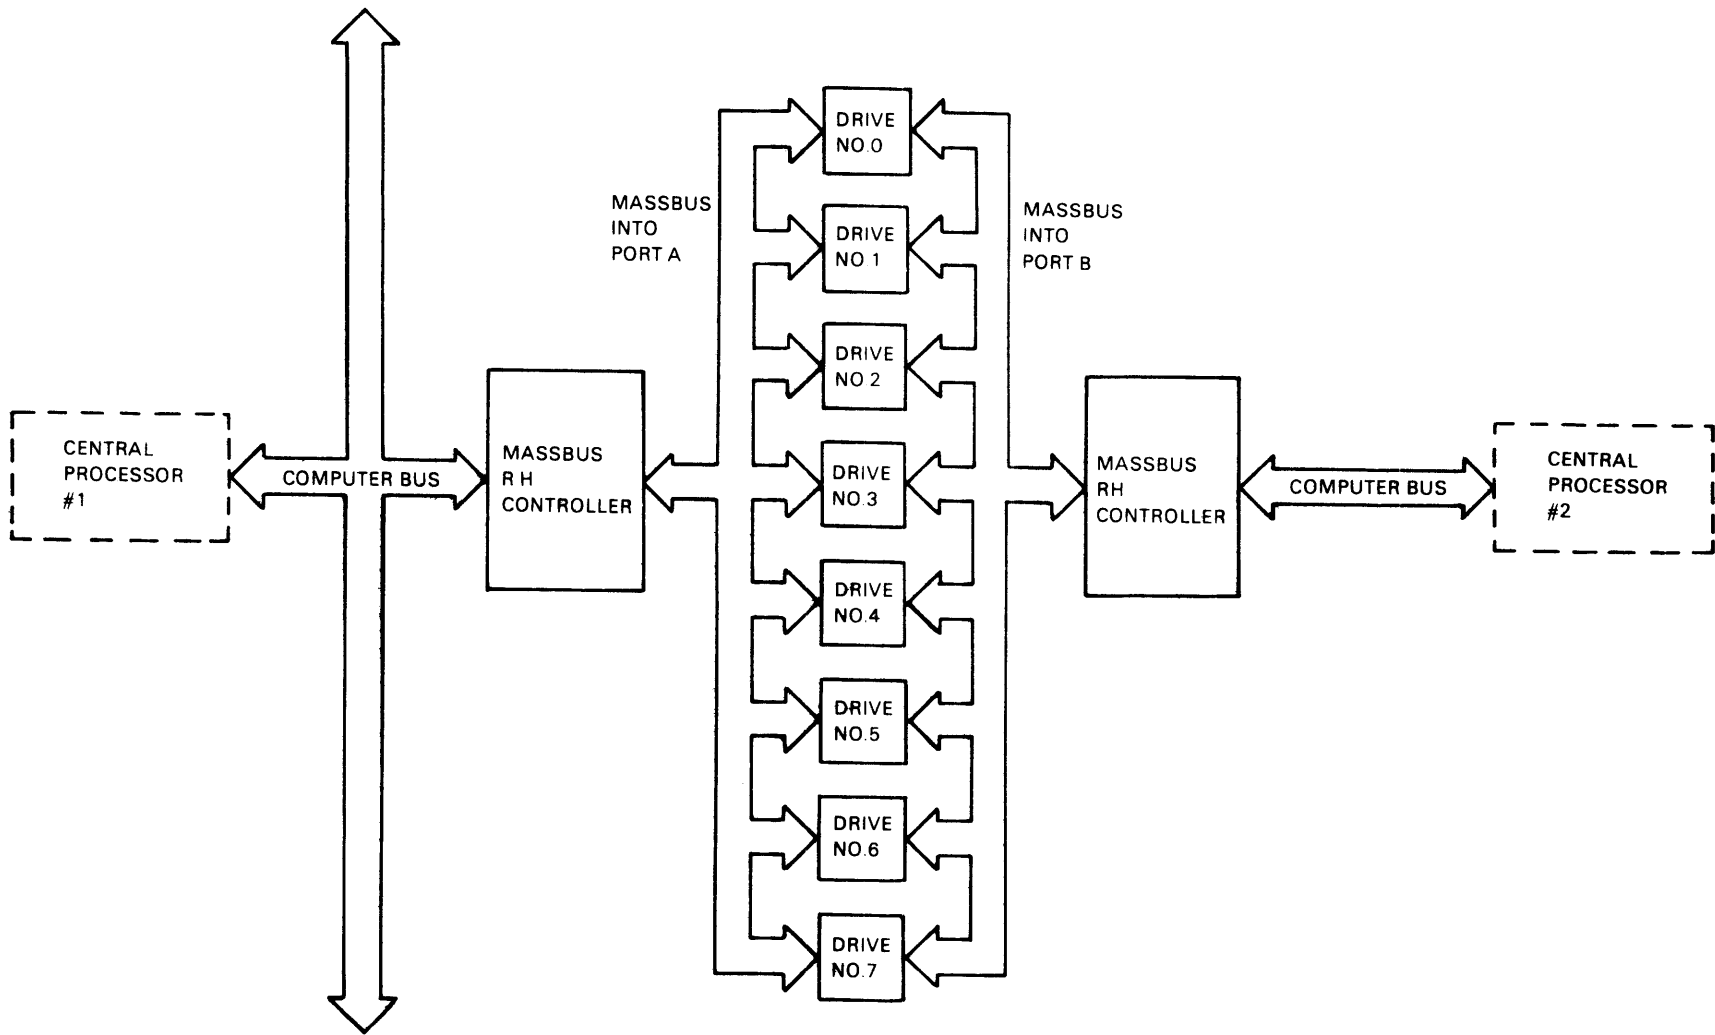 CENTRAL
PROCESSOR
#1
COMPUTER BUS
MASSBUS
R H
CONTROLLER
MASSBUS
INTO
PORT A
DRIVE
NO.0
DRIVE
NO 1
DRIVE
NO.2
DRIVE
NO.3
DRIVE
NO.4
DRIVE
NO.5
DRIVE
NO.6
DRIVE
NO.7
MASSBUS
INTO
PORT B
MASSBUS
RH
CONTROLLER
COMPUTER BUS
CENTRAL
PROCESSOR
#2